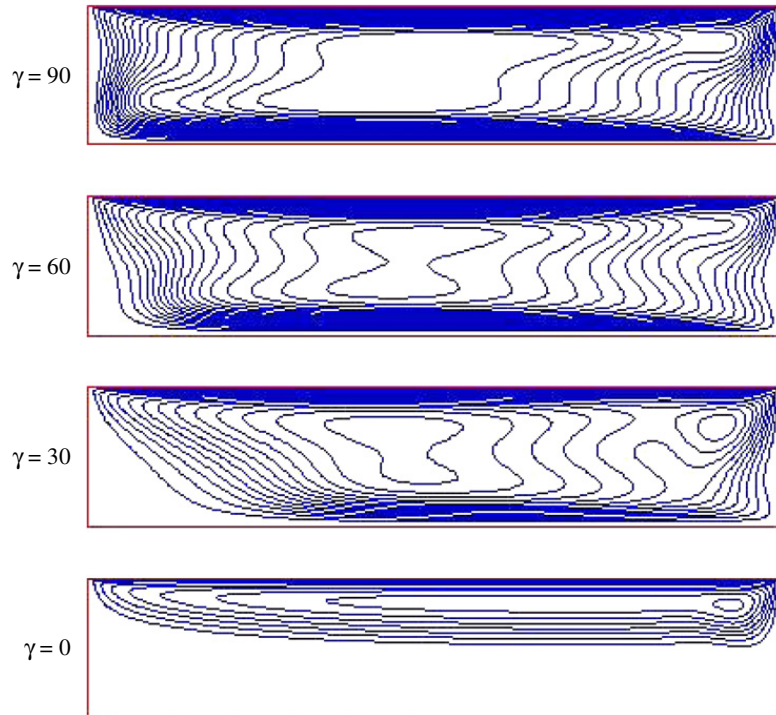 γ = 90
γ = 60
γ = 30
γ = 0